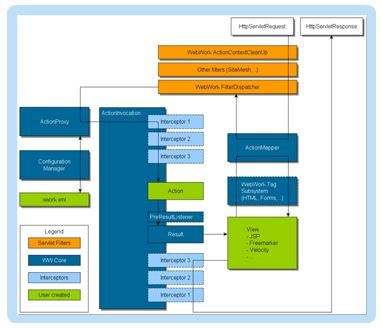 HttpServletRequest
HttpServletResponse
WebWork ActionContextCleanUp
Other filters (SiteMesh, ...)
WebWork FilterDispatcher
ActionProxy
ActionInvocation
Interceptor 1
Interceptor 2
Interceptor 3
ActionMapper
Configuration
Manager
xwork.xml
Action
WebWork Tag
Subsystem
(HTML, Forms, ...)
PreResultListener
Result
View
- JSP
- Freemarker
- Velocity
- ...
Interceptor 3
Interceptor 2
Interceptor 1
Legend
Servlet Filters
WW Core
Interceptors
User created